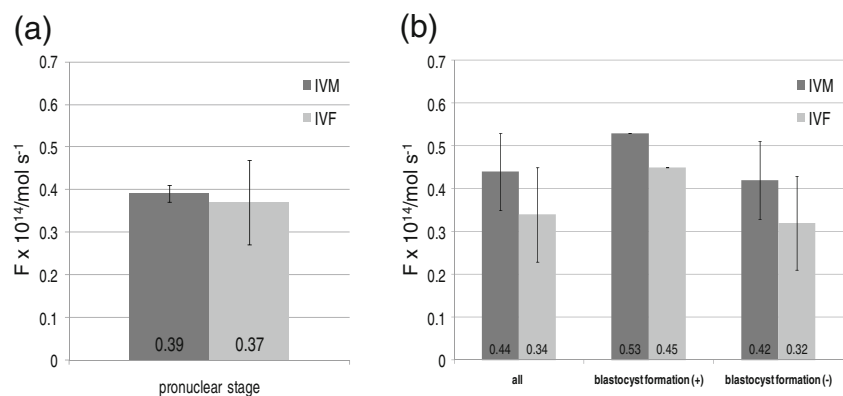 (a)
F x 10¹⁴/mol s⁻¹
0.7
0.6
0.5
0.4
0.3
0.2
0.1
0
IVM
IVF
0.39
0.37
pronuclear stage
(b)
F x 10¹⁴/mol s⁻¹
0.7
0.6
0.5
0.4
0.3
0.2
0.1
0
IVM
IVF
0.44 0.34 0.53 0.45 0.42 0.32
all blastocyst formation (+) blastocyst formation (-)